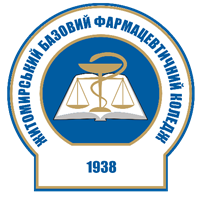 ЖИТОМИРСЬКИЙ БАЗОВИЙ ФАРМАЦЕВТИЧНИЙ КОЛЕДЖ
1938